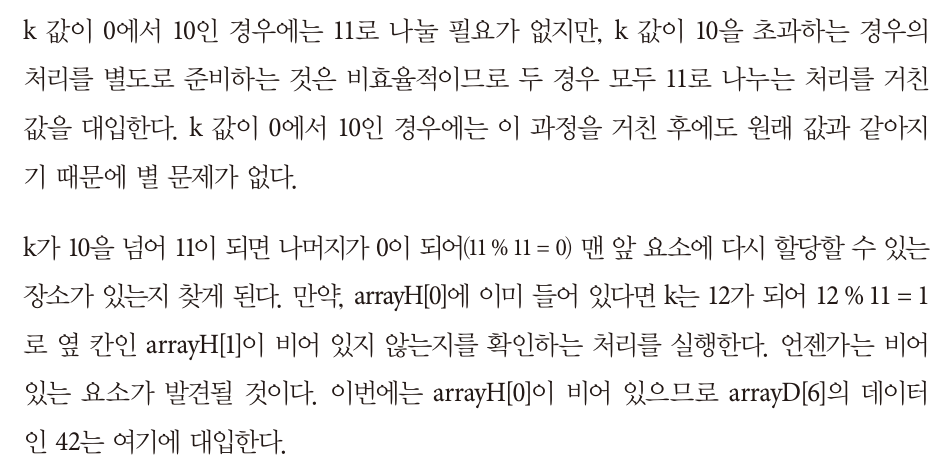 k 값이 0에서 10인 경우에는 11로 나눌 필요가 없지만, k 값이 10을 초과하는 경우의
처리를 별도로 준비하는 것은 비효율적이므로 두 경우 모두 11로 나누는 처리를 거친
값을 대입한다. k 값이 0에서 10인 경우에는 이 과정을 거친 후에도 원래 값과 같아지
기 때문에 별 문제가 없다.
k가 10을 넘어 11이 되면 나머지가 0이 되어(11 % 11 = 0) 맨 앞 요소에 다시 할당할 수 있는
장소가 있는지 찾게 된다. 만약, arrayH[0]에 이미 들어 있다면 k는 12가 되어 12 % 11 = 1
로 옆 칸인 arrayH[1]이 비어 있지 않는지를 확인하는 처리를 실행한다. 언젠가는 비어
있는 요소가 발견될 것이다. 이번에는 arrayH[0]이 비어 있으므로 arrayD[6]의 데이터
인 42는 여기에 대입한다.